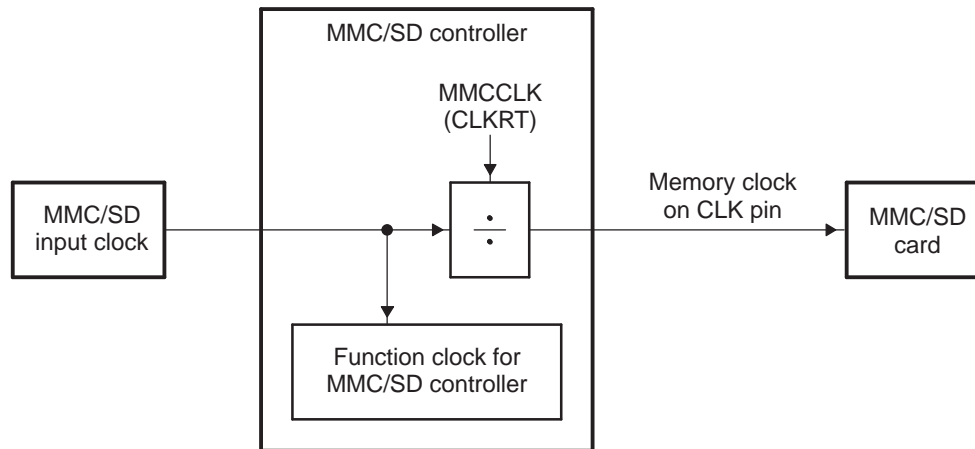 MMC/SD controller
MMCCLK
(CLKRT)
MMC/SD
input clock
Memory clock
on CLK pin
MMC/SD
card
Function clock for
MMC/SD controller